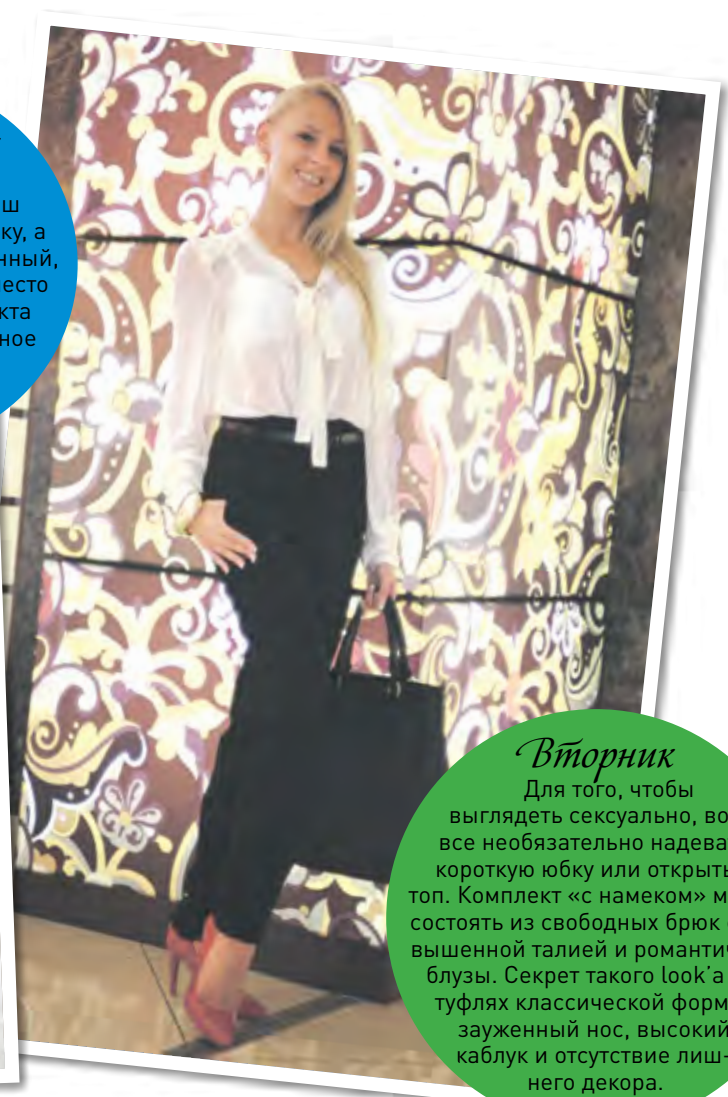 ш
ку, а
нный,
есто
кта
ное
Вторник
Для того, чтобы
выглядеть сексуально, во
все необязательно надева
короткую юбку или открыт
топ. Комплект «с намеком» м
состоять из свободных брюк
вышенной талией и романти
блузы. Секрет такого look’а
туфлях классической форм
зауженный нос, высокий
каблук и отсутствие лиш-
него декора.